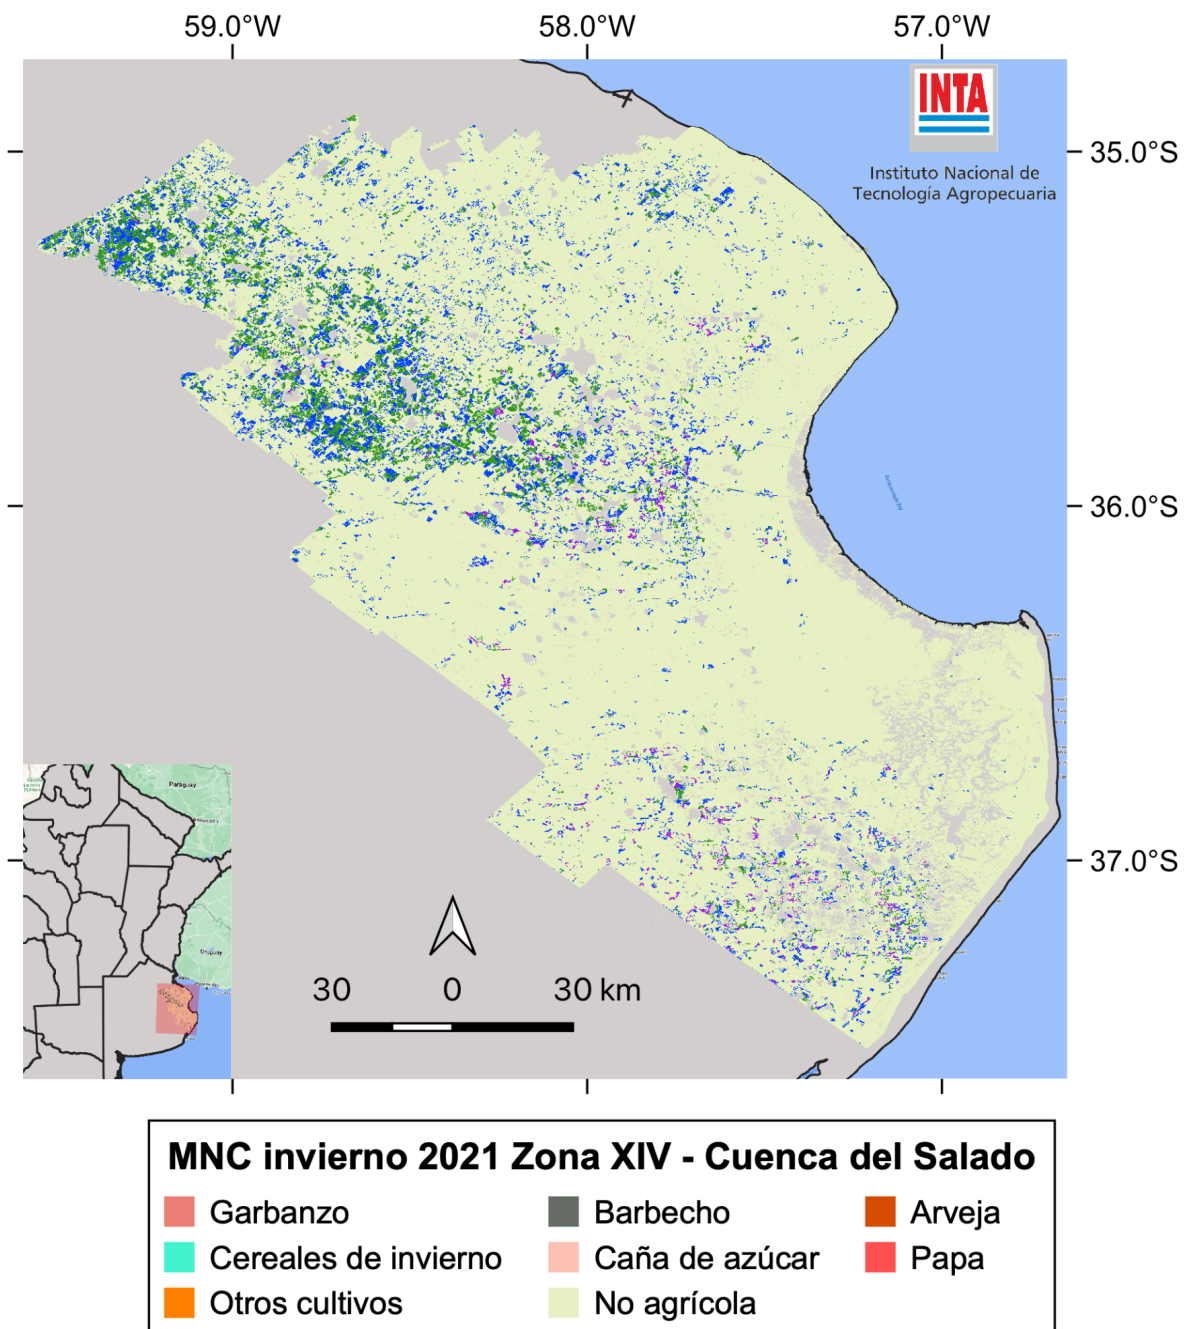 59.0°W 58.0°W 57.0°W
INTA
35.0°S
Instituto Nacional de
Tecnología Agropecuaria
36.0°S
37.0°S
Paraguay
Uruguay
30 0 30 km
MNC invierno 2021 Zona XIV - Cuenca del Salado
Garbanzo Barbecho Arveja
Cereales de invierno Caña de azúcar Papa
Otros cultivos No agrícola